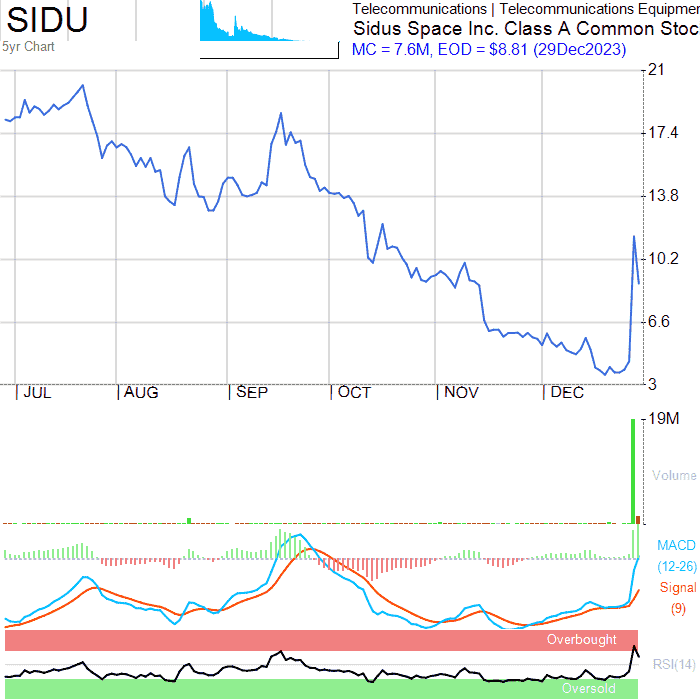 SIDU
5yr Chart
Telecommunications | Telecommunications Equipmen
Sidus Space Inc. Class A Common Stoc
MC = 7.6M, EOD = $8.81 (29Dec2023)
21
17.4
13.8
10.2
6.6
3
JUL AUG SEP OCT NOV DEC
19M
Volume
MACD
(12-26)
Signal
(9)
Overbought
RSI(14)
Oversold